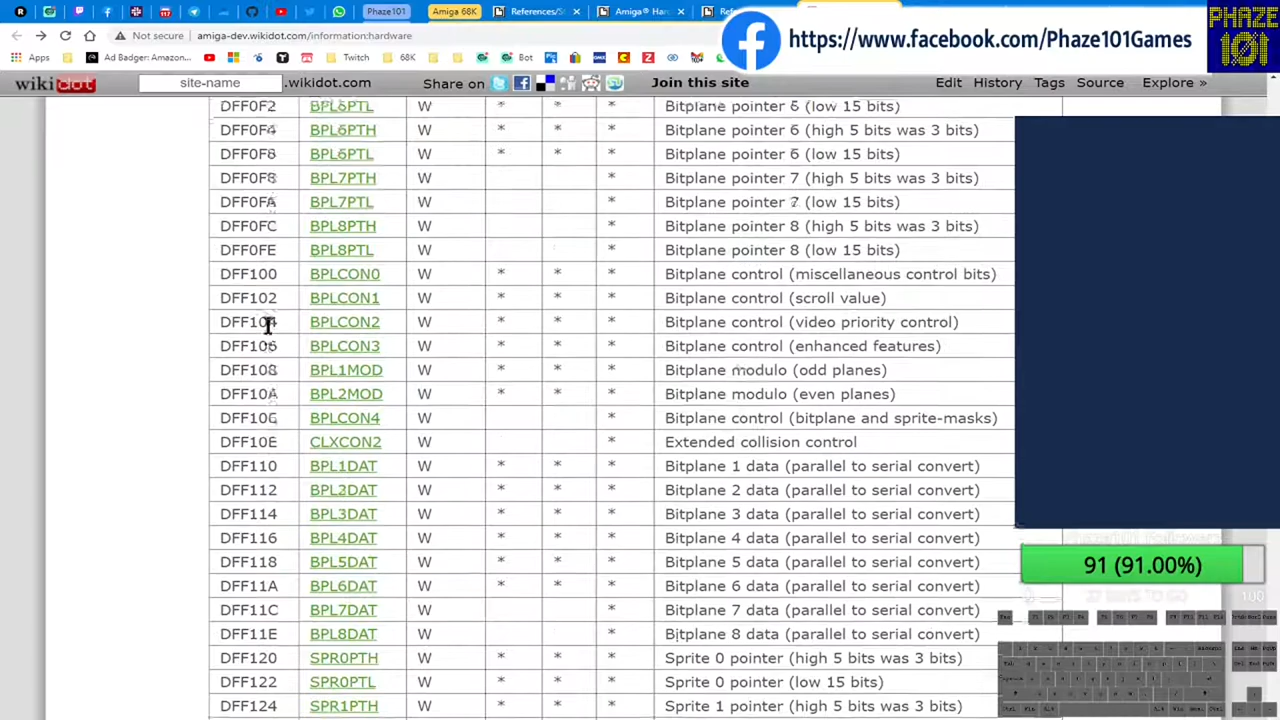 Phaze101
Amiga 68K
References/S
Amiga® Har
Ref
https://www.facebook.com/Phaze101Games
PHAZE
101
Not secure
amiga-dev.wikidot.com/information:hardware
Apps
Ad Badger: Amazon...
Twitch
68K
Bot
wikidot
site-name
.wikidot.com
Share on
Join this site
Edit
History
Tags
Source
Explore »
DFF0F2 BPL5PTL W * * * Bitplane pointer 5 (low 15 bits)
DFF0F4 BPL6PTH W * * * Bitplane pointer 6 (high 5 bits was 3 bits)
BPL6PTL W * * * Bitplane pointer 6 (low 15 bits)
DFF0F8 BPL7PTH W * Bitplane pointer 7 (high 5 bits was 3 bits)
DFF0FA BPL7PTL W * Bitplane pointer 7 (low 15 bits)
DFF0FC BPL8PTH W * Bitplane pointer 8 (high 5 bits was 3 bits)
DFF0FE BPL8PTL W * Bitplane pointer 8 (low 15 bits)
DFF100 BPLCON0 W * * * Bitplane control (miscellaneous control bits)
DFF102 BPLCON1 W * * * Bitplane control (scroll value)
DFF104 BPLCON2 W * * * Bitplane control (video priority control)
DFF106 BPLCON3 W * * * Bitplane control (enhanced features)
DFF108 BPL1MOD W * * * Bitplane modulo (odd planes)
DFF10A BPL2MOD W * * * Bitplane modulo (even planes)
DFF10C BPLCON4 W * Bitplane control (bitplane and sprite-masks)
DFF10E CLXCON2 W * Extended collision control
DFF110 BPL1DAT W * * * Bitplane 1 data (parallel to serial convert)
DFF112 BPL2DAT W * * * Bitplane 2 data (parallel to serial convert)
DFF114 BPL3DAT W * * * Bitplane 3 data (parallel to serial convert)
DFF116 BPL4DAT W * * * Bitplane 4 data (parallel to serial convert)
DFF118 BPL5DAT W * * * Bitplane 5 data (parallel to serial convert)
DFF11A BPL6DAT W * * * Bitplane 6 data (parallel to serial convert)
DFF11C BPL7DAT W * Bitplane 7 data (parallel to serial convert)
DFF11E BPL8DAT W * Bitplane 8 data (parallel to serial convert)
DFF120 SPR0PTH W * * * Sprite 0 pointer (high 5 bits was 3 bits)
DFF122 SPR0PTL W * * * Sprite 0 pointer (low 15 bits)
DFF124 SPR1PTH W * * * Sprite 1 pointer (high 5 bits was 3 bits)
91 (91.00%)
0
100